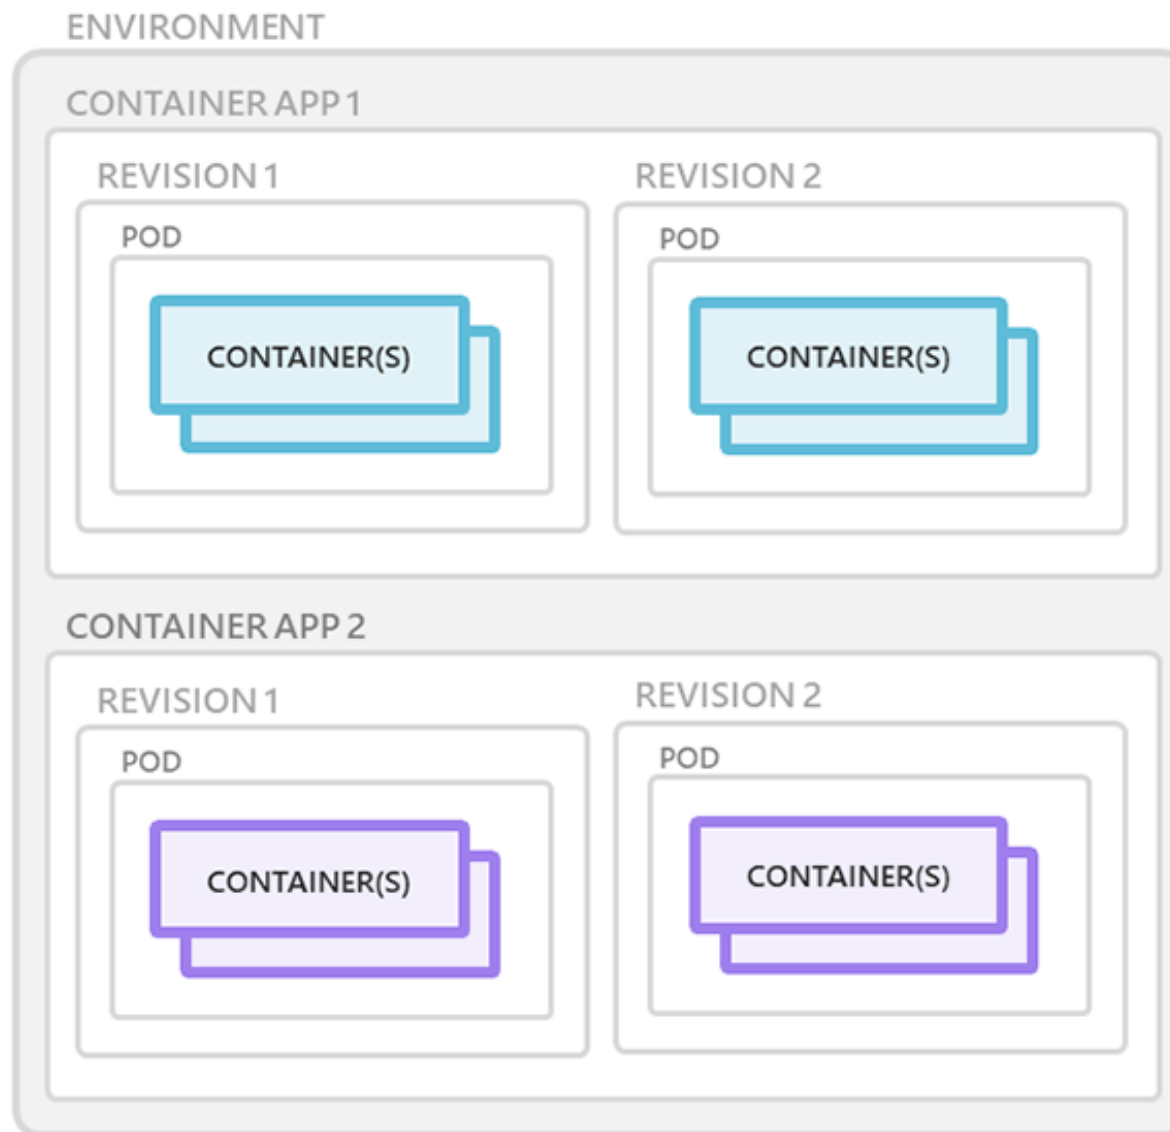 ENVIRONMENT
CONTAINER APP 1
REVISION 1
REVISION 2
POD
POD
CONTAINER(S)
CONTAINER(S)
CONTAINER APP 2
REVISION 1
REVISION 2
POD
POD
CONTAINER(S)
CONTAINER(S)